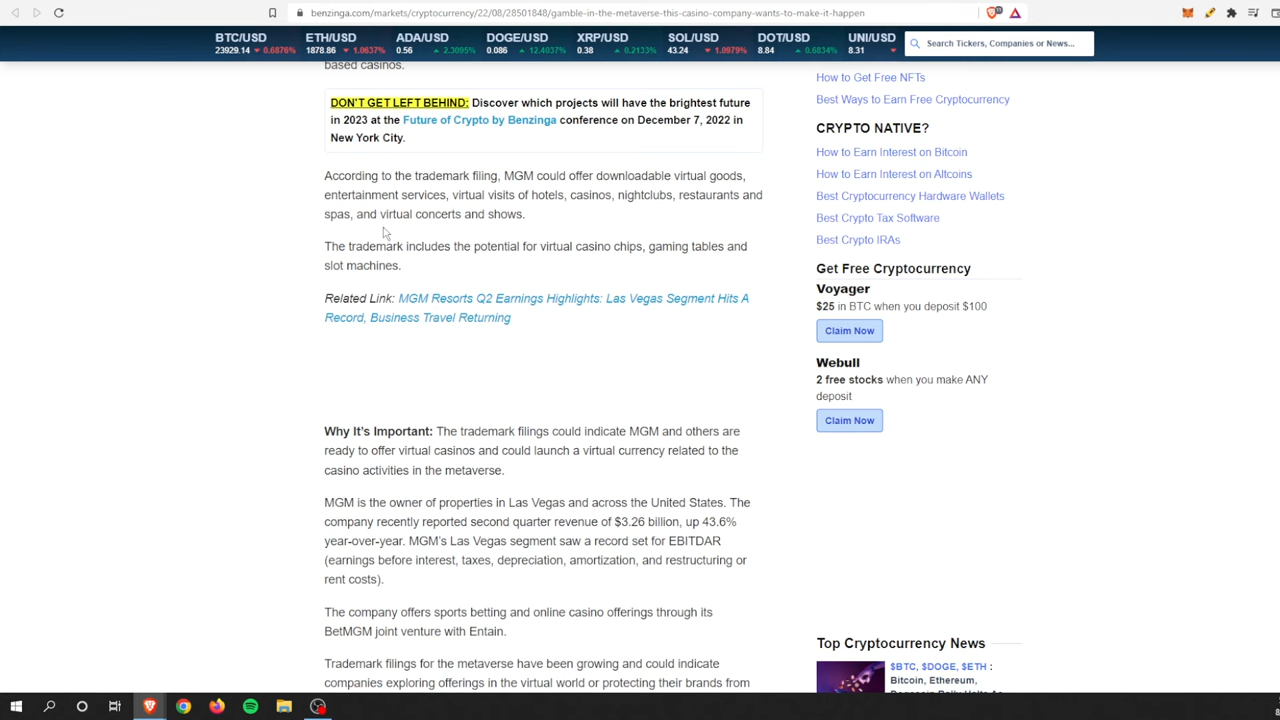 benzinga.com/markets/cryptocurrency/22/08/28501848/gamble-in-the-metaverse-this-casino-company-wants-to-make-it-happen
BTC/USD ETH/USD ADA/USD DOGE/USD XRP/USD SOL/USD DOT/USD UNI/USD
23929.14 0.6876% 1878.86 1.0637% 0.56 2.3095% 0.086 12.4037% 0.38 0.2133% 43.24 1.0979% 8.84 0.6834% 8.31
Search Tickers, Companies or News...
based casinos.
DON'T GET LEFT BEHIND: Discover which projects will have the brightest future
in 2023 at the Future of Crypto by Benzinga conference on December 7, 2022 in
New York City.
According to the trademark filing, MGM could offer downloadable virtual goods,
entertainment services, virtual visits of hotels, casinos, nightclubs, restaurants and
spas, and virtual concerts and shows.
The trademark includes the potential for virtual casino chips, gaming tables and
slot machines.
Related Link: MGM Resorts Q2 Earnings Highlights: Las Vegas Segment Hits A
Record, Business Travel Returning
Why It's Important: The trademark filings could indicate MGM and others are
ready to offer virtual casinos and could launch a virtual currency related to the
casino activities in the metaverse.
MGM is the owner of properties in Las Vegas and across the United States. The
company recently reported second quarter revenue of $3.26 billion, up 43.6%
year-over-year. MGM's Las Vegas segment saw a record set for EBITDAR
(earnings before interest, taxes, depreciation, amortization, and restructuring or
rent costs).
The company offers sports betting and online casino offerings through its
BetMGM joint venture with Entain.
Trademark filings for the metaverse have been growing and could indicate
companies exploring offerings in the virtual world or protecting their brands from
How to Get Free NFTs
Best Ways to Earn Free Cryptocurrency
CRYPTO NATIVE?
How to Earn Interest on Bitcoin
How to Earn Interest on Altcoins
Best Cryptocurrency Hardware Wallets
Best Crypto Tax Software
Best Crypto IRAs
Get Free Cryptocurrency
Voyager
$25 in BTC when you deposit $100
Claim Now
Webull
2 free stocks when you make ANY
deposit
Claim Now
Top Cryptocurrency News
$BTC, $DOGE, $ETH :
Bitcoin, Ethereum,